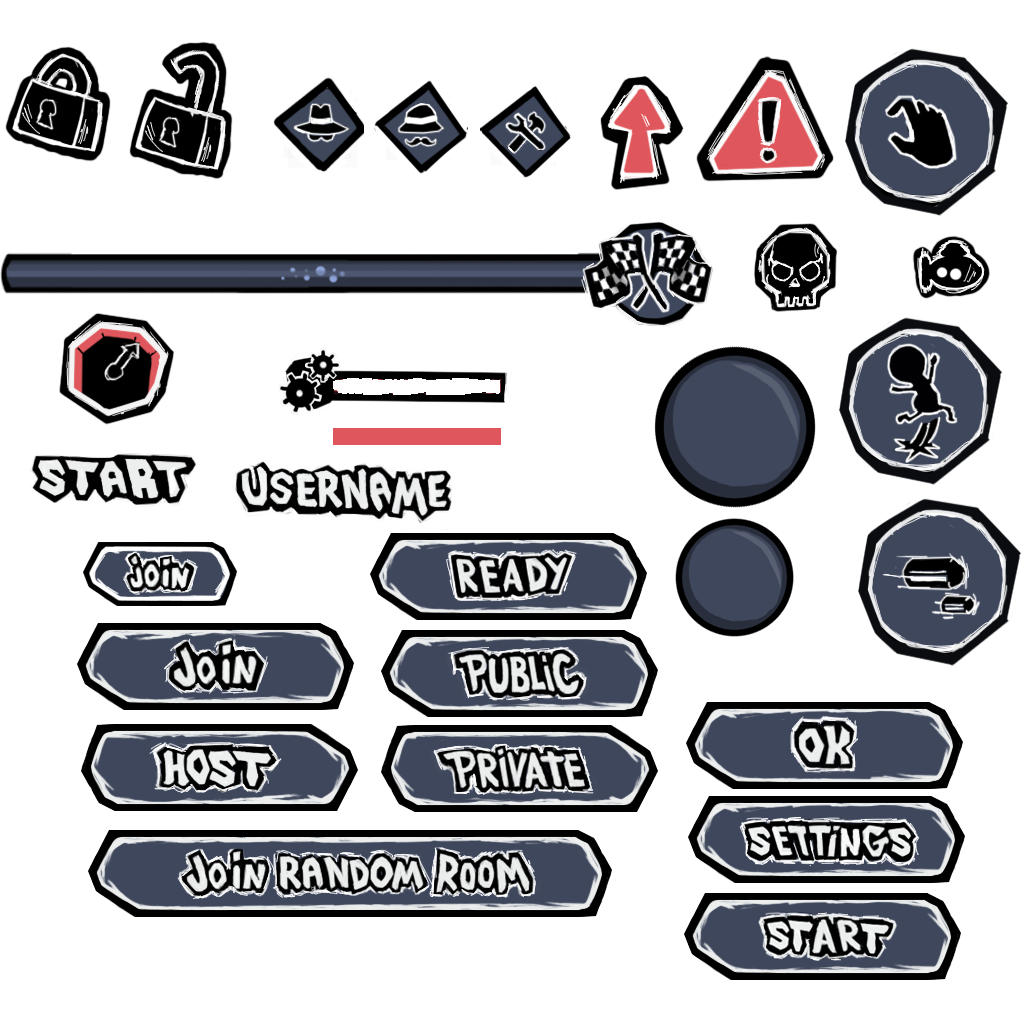 START
USERNAME
JOiN
READY
JOiN
PUBLiC
HOST
PRiVATE
OK
SETTiNGS
JOiN RANDOM ROOM
START